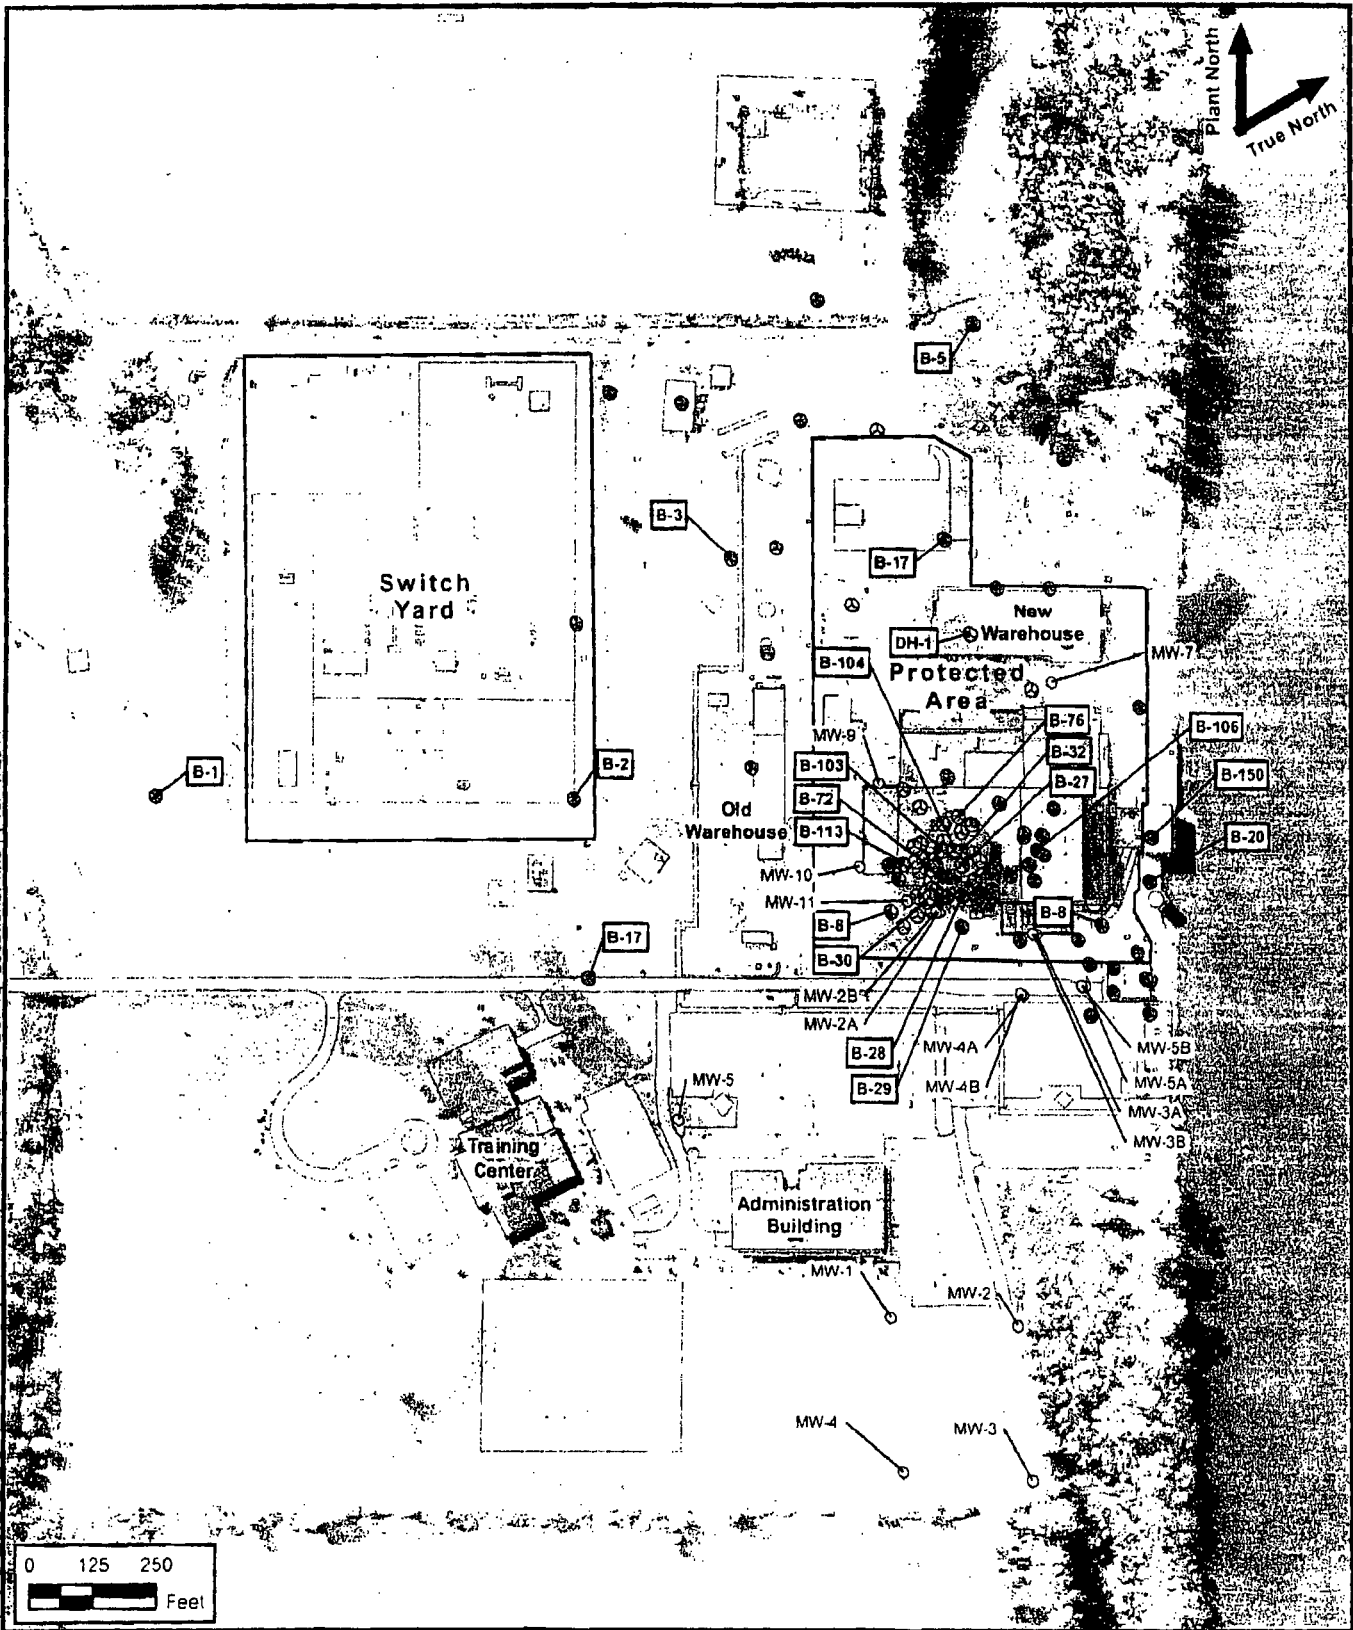 Plant North
True North
B-5
B-3
B-17
Switch
Yard
New
Warehouse
DH-1
B-104
MW-7
Protected
Area
B-76
B-106
MW-9
B-32
B-103
B-1
B-2
B-27
B-150
B-72
Old
Warehouse
B-113
B-20
MW-10
MW-11
B-8
B-8
B-17
B-30
MW-2B
MW-2A
B-28
MW-4A
MW-5B
MW-5
B-29
MW-4B
MW-5A
MW-3A
MW-3B
Training
Center
Administration
Building
MW-1
MW-2
MW-4
MW-3
0 125 250
Feet